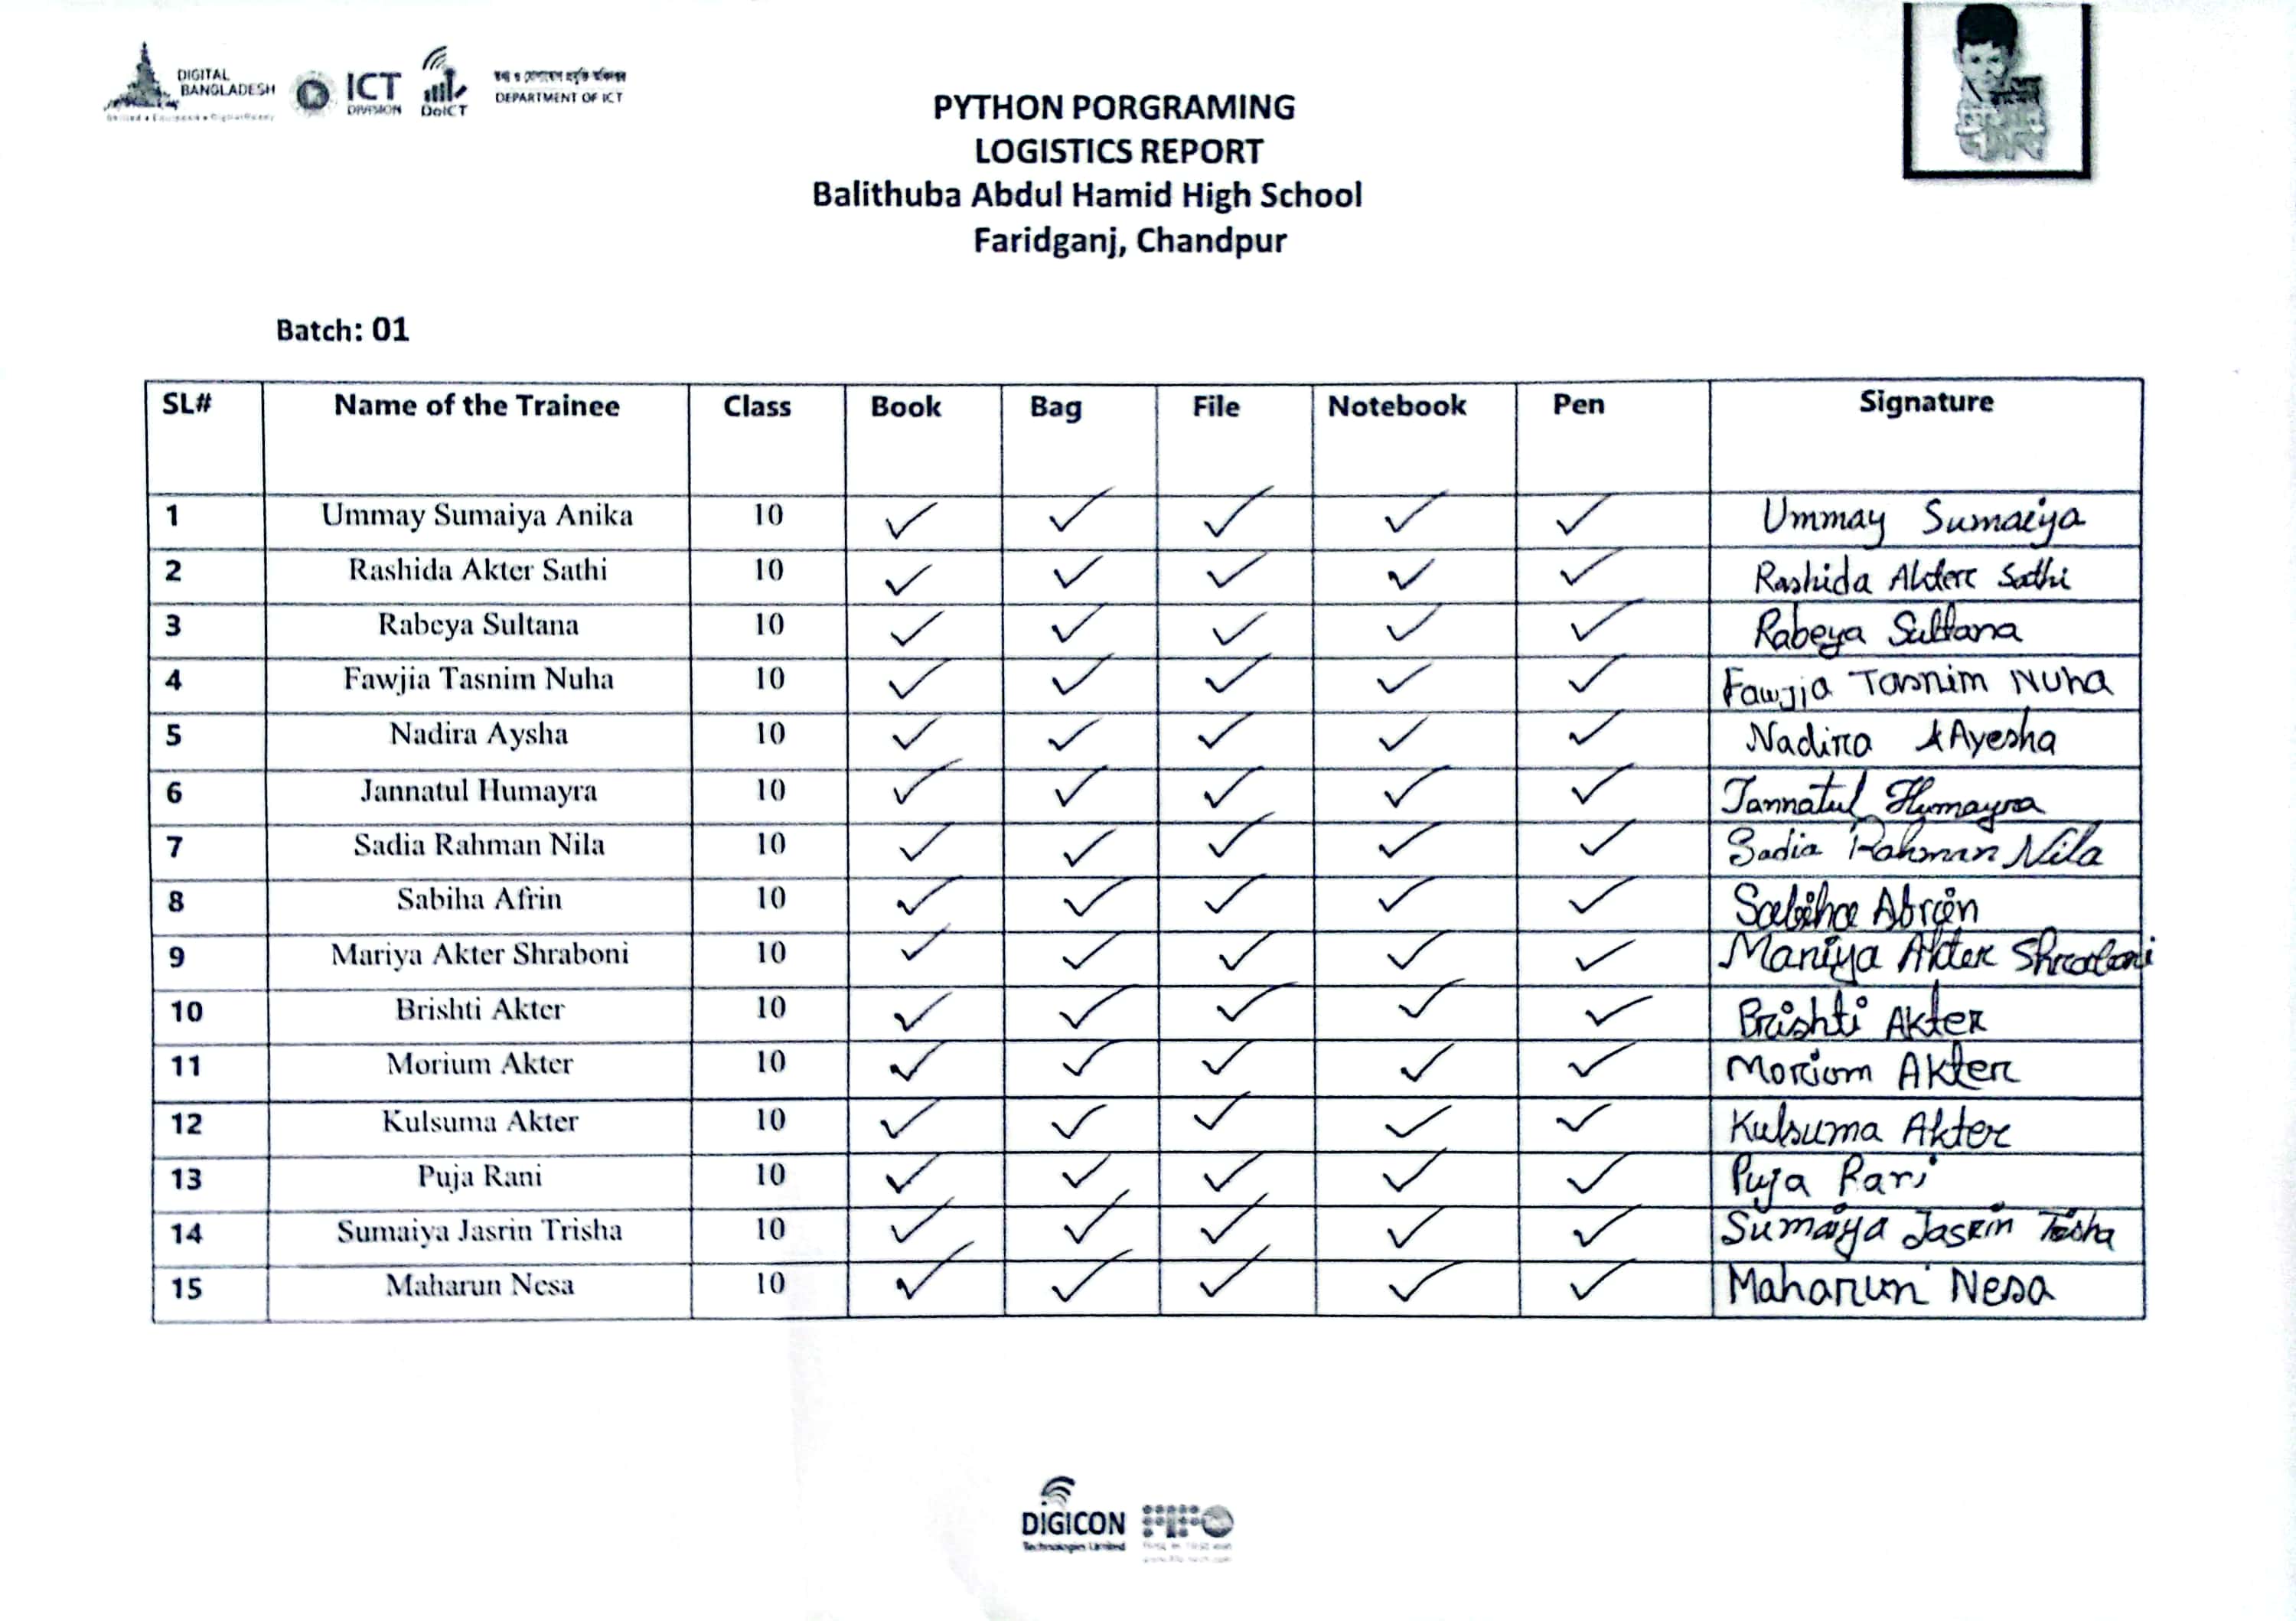 DIGITAL
BANGLADESH
ICT
DIVISION
DoICT
DEPARTMENT OF ICT
PYTHON PORGRAMING
LOGISTICS REPORT
Balithuba Abdul Hamid High School
Faridganj, Chandpur
Batch: 01
SL# Name of the Trainee Class Book Bag File Notebook Pen Signature
1 Ummay Sumaiya Anika 10 ✓ ✓ ✓ ✓ ✓ Ummay Sumaiya
2 Rashida Akter Sathi 10 ✓ ✓ ✓ ✓ ✓ Rashida Akter Sathi
3 Rabeya Sultana 10 ✓ ✓ ✓ ✓ ✓ Rabeya Sultana
4 Fawjia Tasnim Nuha 10 ✓ ✓ ✓ ✓ ✓ Fawjia Tasnim Nuha
5 Nadira Aysha 10 ✓ ✓ ✓ ✓ ✓ Nadira Ayesha
6 Jannatul Humayra 10 ✓ ✓ ✓ ✓ ✓ Jannatul Humayra
7 Sadia Rahman Nila 10 ✓ ✓ ✓ ✓ ✓ Sadia Rahman Nila
8 Sabiha Afrin 10 ✓ ✓ ✓ ✓ ✓ Sabiha Afrin
9 Mariya Akter Shraboni 10 ✓ ✓ ✓ ✓ ✓ Mariya Akter Shraboni
10 Brishti Akter 10 ✓ ✓ ✓ ✓ ✓ Brishti Akter
11 Morium Akter 10 ✓ ✓ ✓ ✓ ✓ Morium Akter
12 Kulsuma Akter 10 ✓ ✓ ✓ ✓ ✓ Kulsuma Akter
13 Puja Rani 10 ✓ ✓ ✓ ✓ ✓ Puja Rani
14 Sumaiya Jasrin Trisha 10 ✓ ✓ ✓ ✓ ✓ Sumaiya Jasrin Trisha
15 Maharun Nesa 10 ✓ ✓ ✓ ✓ ✓ Maharun Nesa
DIGICON
Technologies Limited